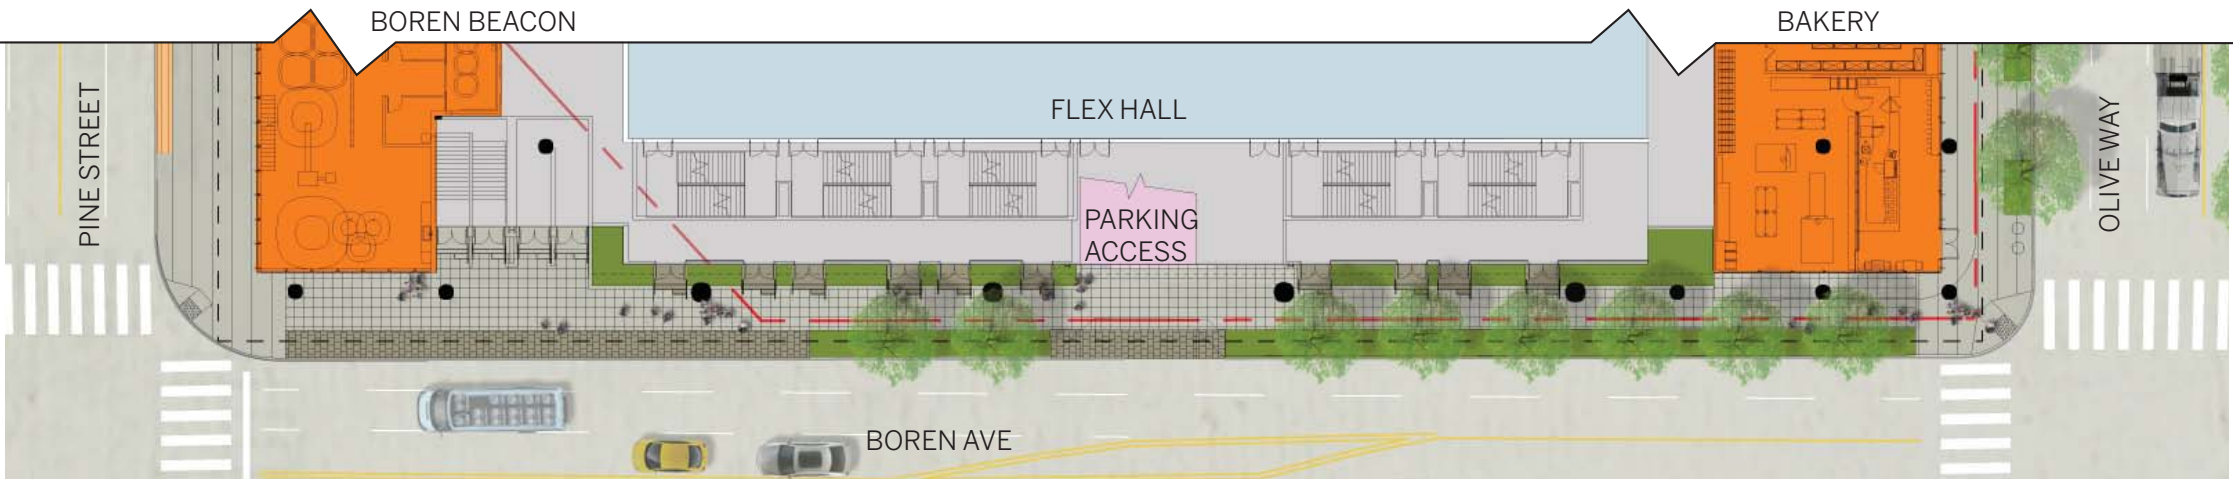 BOREN BEACON
BAKERY
FLEX HALL
PINE STREET
OLIVE WAY
PARKING
ACCESS
BOREN AVE